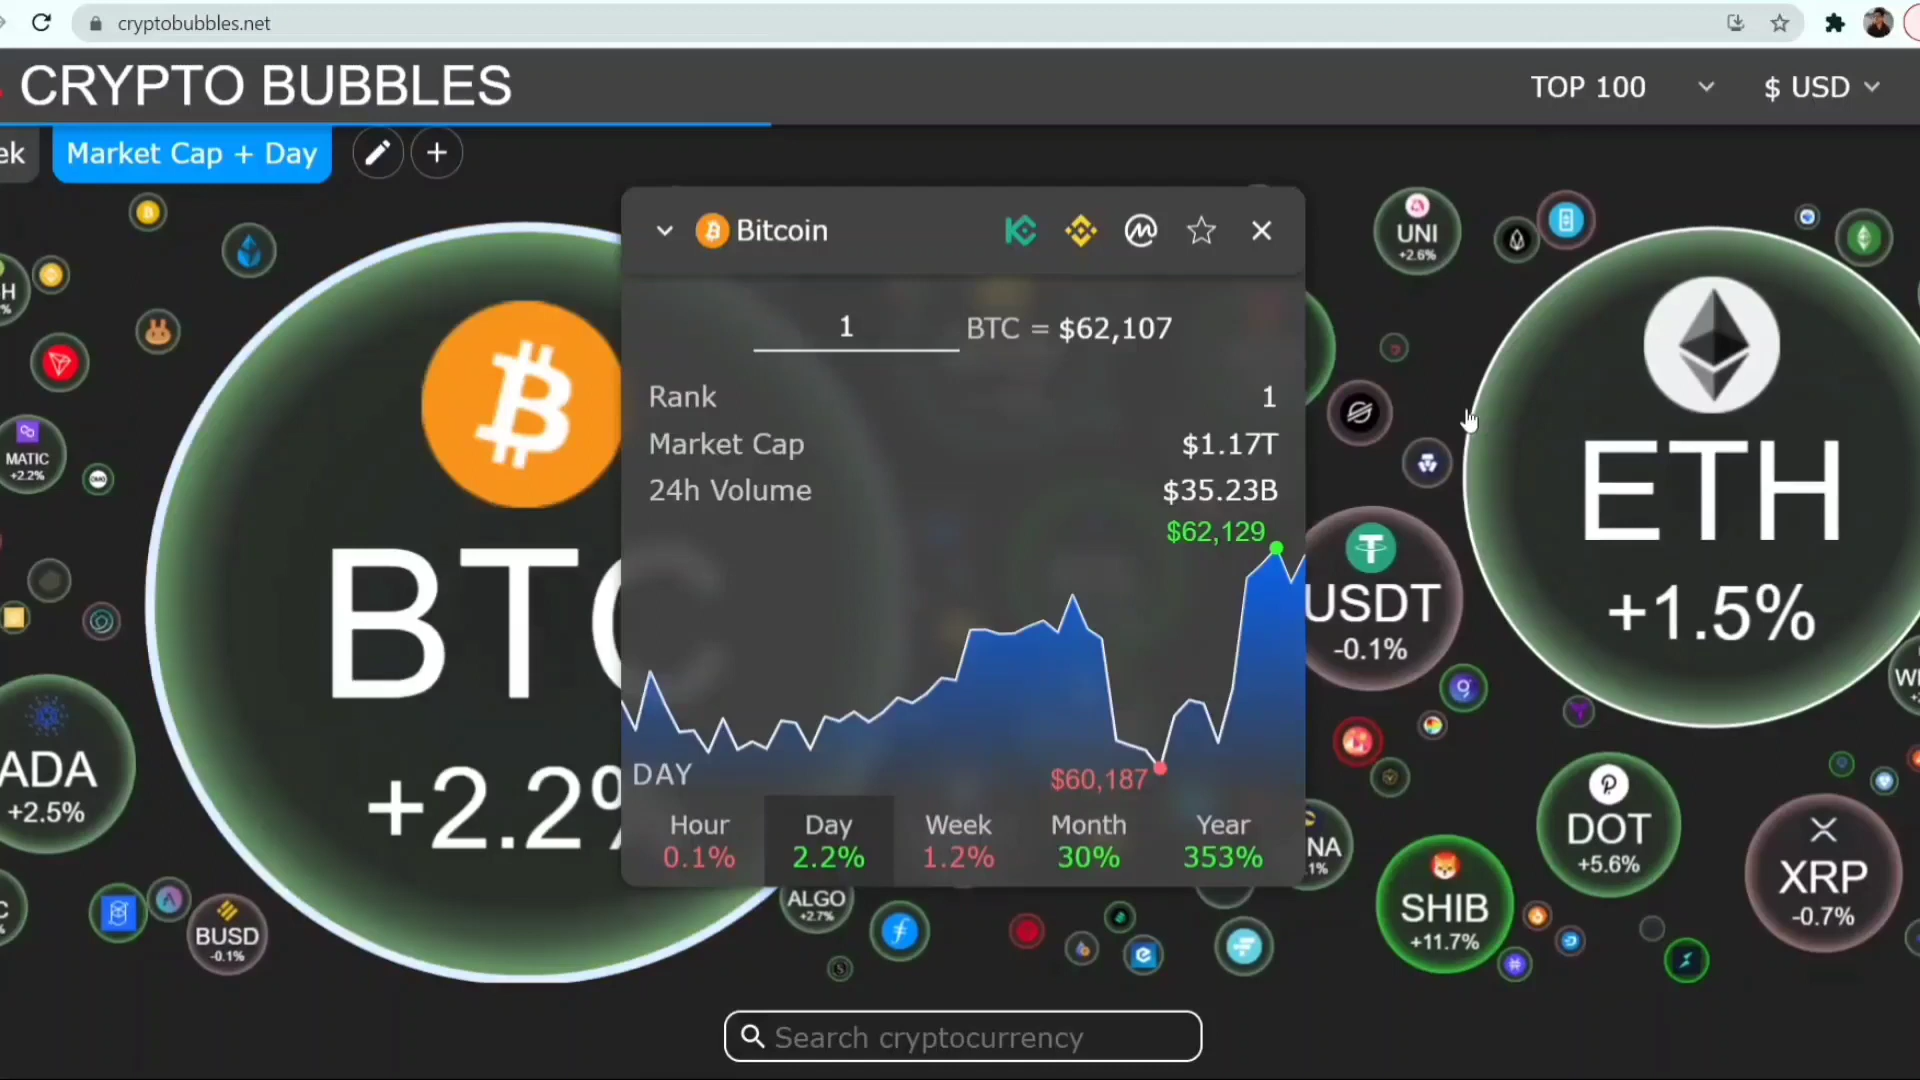 cryptobubbles.net
CRYPTO BUBBLES
TOP 100
$ USD
ek
Market Cap + Day
Bitcoin
1
BTC = $62,107
Rank
1
Market Cap
$1.17T
24h Volume
$35.23B
$62,129
$60,187
DAY
Hour
0.1%
Day
2.2%
Week
1.2%
Month
30%
Year
353%
BTC
+2.2%
ETH
+1.5%
UNI
+2.6%
H
MATIC
+2.2%
USDT
-0.1%
ADA
+2.5%
DOT
+5.6%
NA
SHIB
+11.7%
XRP
-0.7%
BUSD
-0.1%
ALGO
+2.7%
Search cryptocurrency